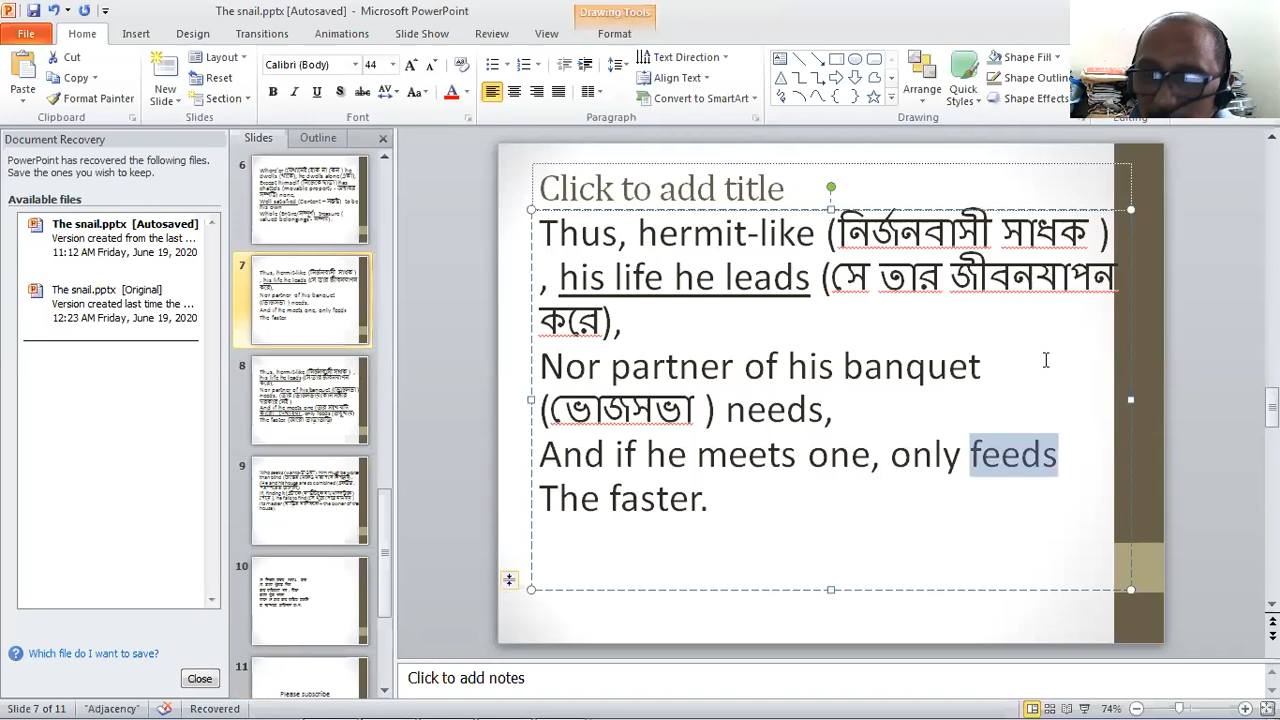 The snail.pptx [Autosaved] - Microsoft PowerPoint
Drawing Tools
File Home Insert Design Transitions Animations Slide Show Review View Format
Cut
Copy
Format Painter
Paste
Clipboard
New Slide
Layout
Reset
Section
Slides
Calibri (Body) 44
Font
Paragraph
Text Direction
Align Text
Convert to SmartArt
Arrange
Quick Styles
Shape Fill
Shape Outlin
Shape Effects
Drawing
Editing
Document Recovery
PowerPoint has recovered the following files.
Save the ones you wish to keep.
Available files
The snail.pptx [Autosaved]
Version created from the last ...
11:12 AM Friday, June 19, 2020
The snail.pptx [Original]
Version created last time the ...
12:23 AM Friday, June 19, 2020
Which file do I want to save?
Close
Slides Outline
6
7
8
9
10
11
Please subscribe
Click to add title
Thus, hermit-like (নির্জনবাসী সাধক )
, his life he leads (সে তার জীবনযাপন
করে),
Nor partner of his banquet
(ভোজসভা ) needs,
And if he meets one, only feeds
The faster.
Click to add notes
Slide 7 of 11 "Adjacency" Recovered 74%